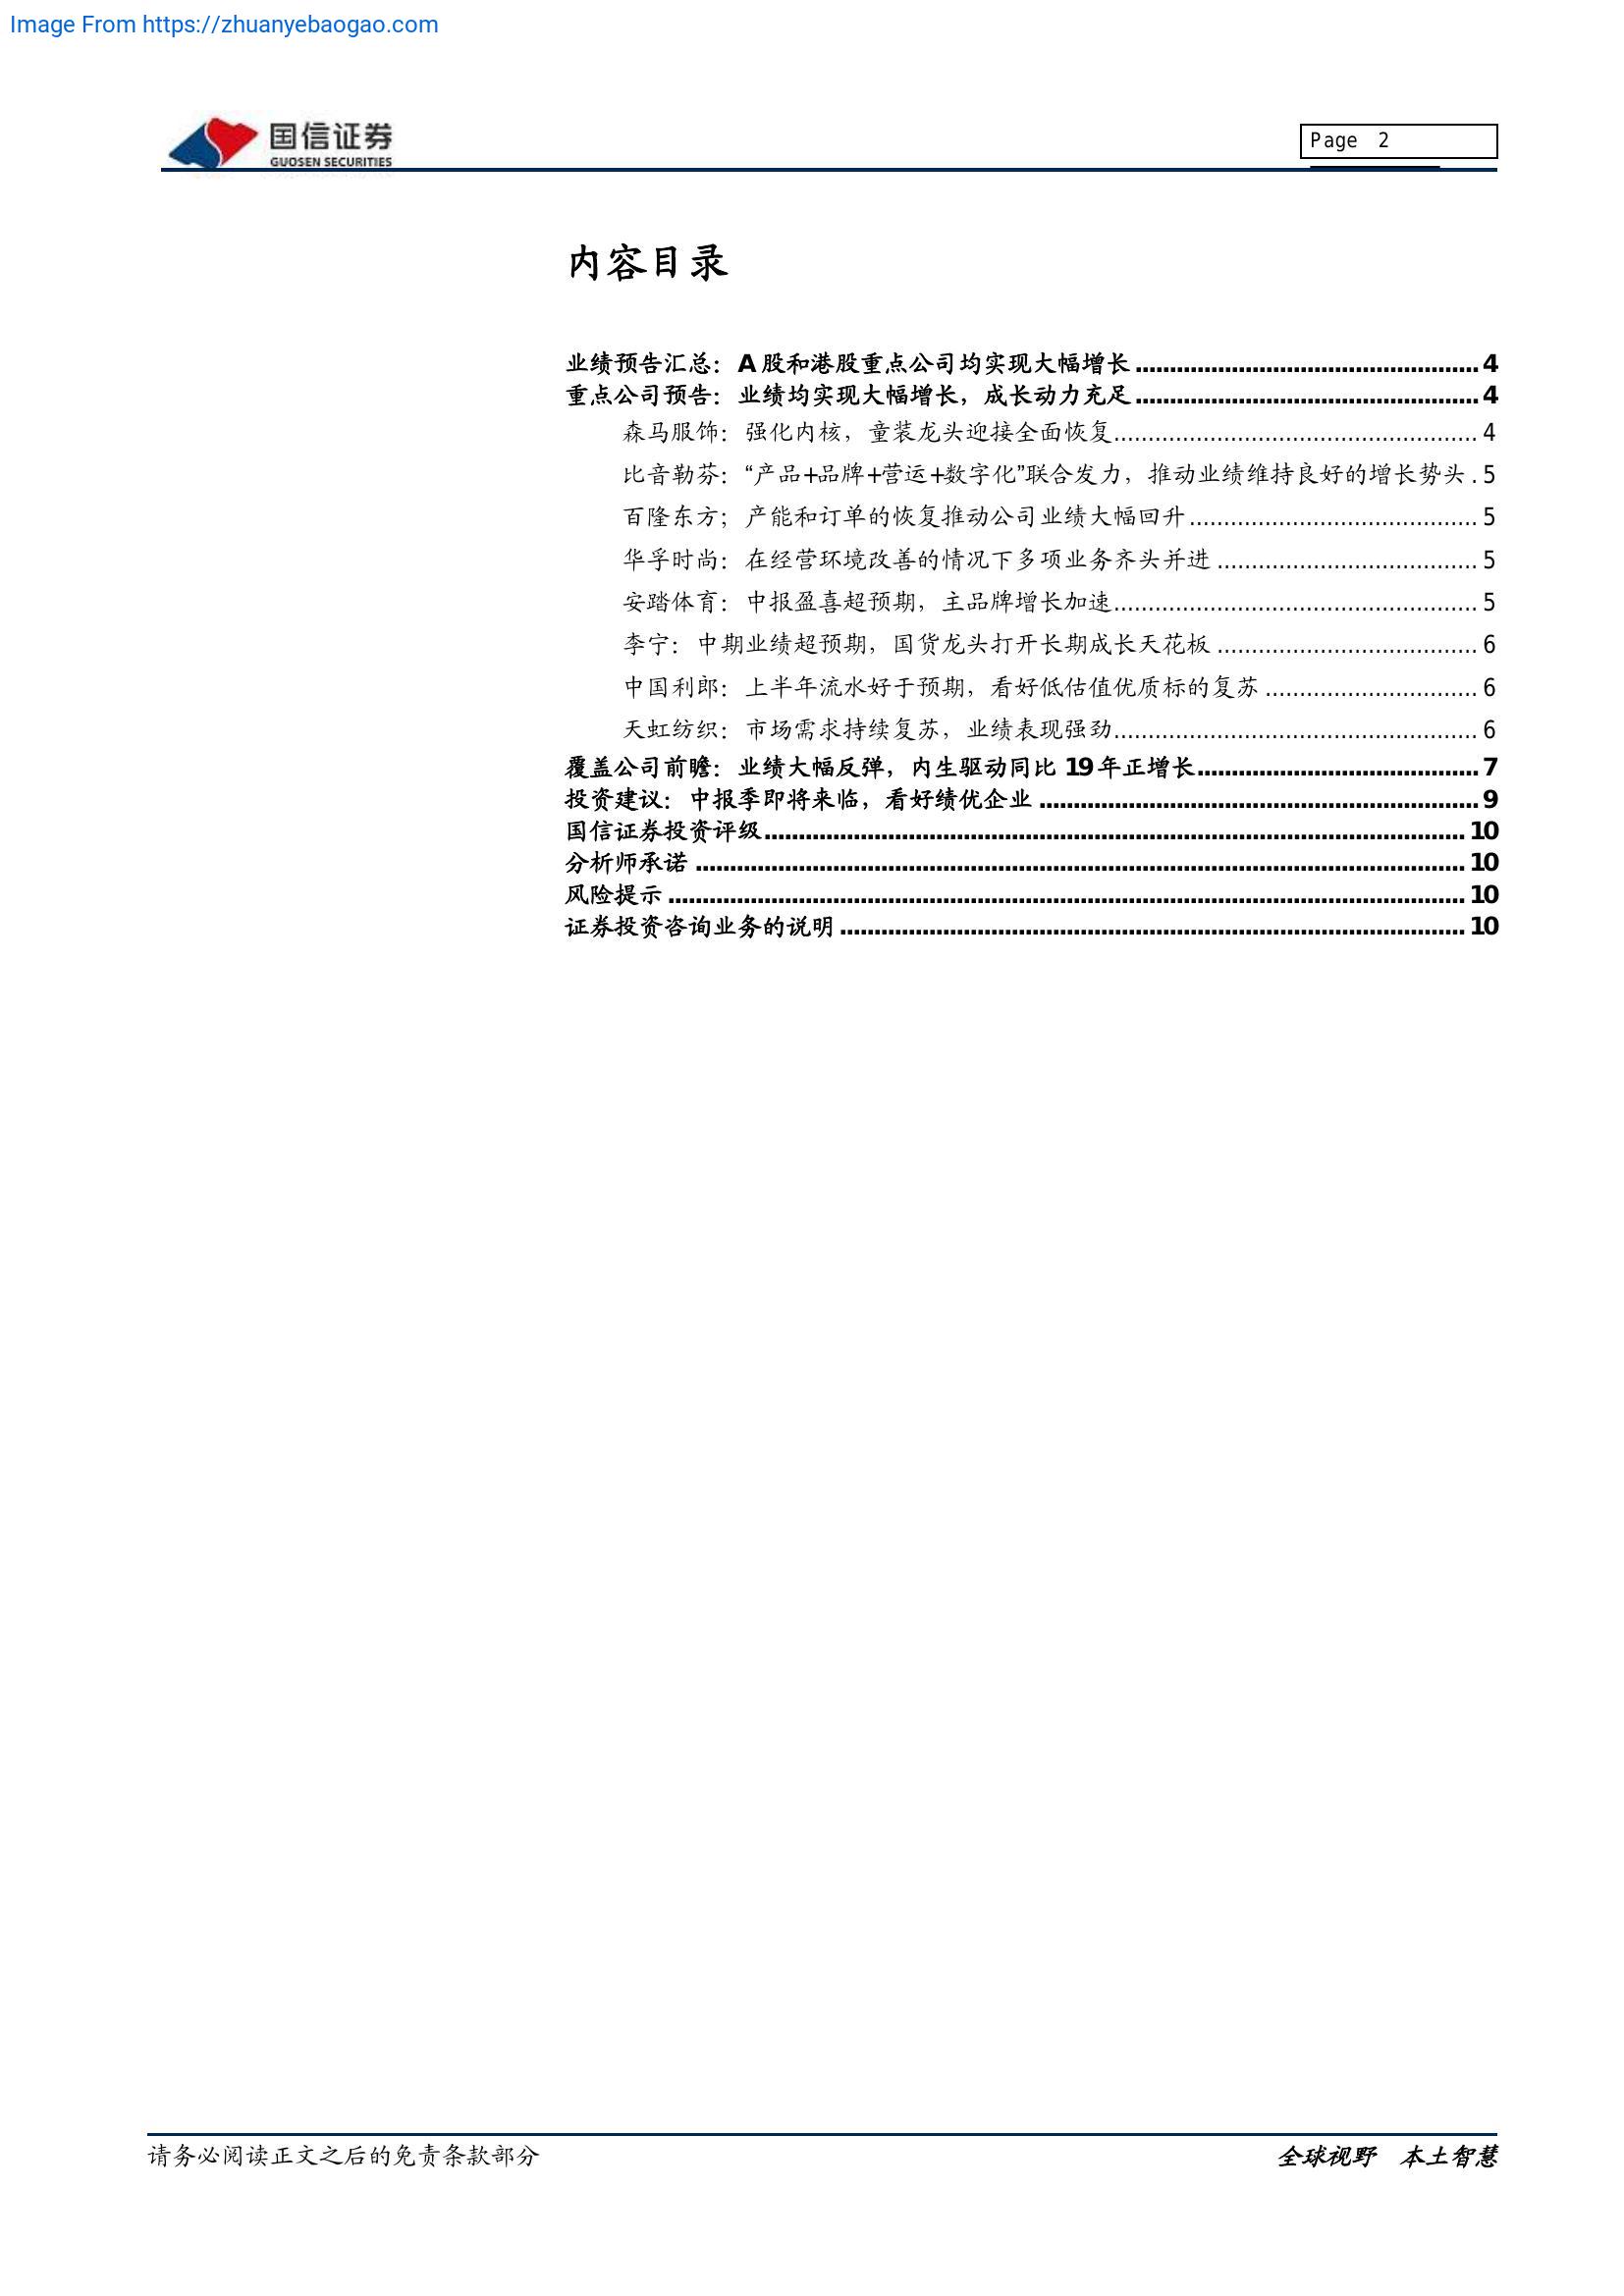 Image From https://zhuanyebaogao.com
国信证券
GUOSEN SECURITIES
Page 2
内容目录
业绩预告汇总：A 股和港股重点公司均实现大幅增长 .................................................. 4
重点公司预告：业绩均实现大幅增长，成长动力充足 .................................................. 4
森马服饰：强化内核，童装龙头迎接全面恢复..................................................... 4
比音勒芬：“产品+品牌+营运+数字化”联合发力，推动业绩维持良好的增长势头 . 5
百隆东方；产能和订单的恢复推动公司业绩大幅回升 .......................................... 5
华孚时尚：在经营环境改善的情况下多项业务齐头并进 ...................................... 5
安踏体育：中报盈喜超预期，主品牌增长加速..................................................... 5
李宁：中期业绩超预期，国货龙头打开长期成长天花板 ...................................... 6
中国利郎：上半年流水好于预期，看好低估值优质标的复苏 ............................... 6
天虹纺织：市场需求持续复苏，业绩表现强劲..................................................... 6
覆盖公司前瞻：业绩大幅反弹，内生驱动同比 19 年正增长......................................... 7
投资建议：中报季即将来临，看好绩优企业 ................................................................ 9
国信证券投资评级...................................................................................................... 10
分析师承诺 ................................................................................................................ 10
风险提示 .................................................................................................................... 10
证券投资咨询业务的说明 ........................................................................................... 10
请务必阅读正文之后的免责条款部分
全球视野 本土智慧